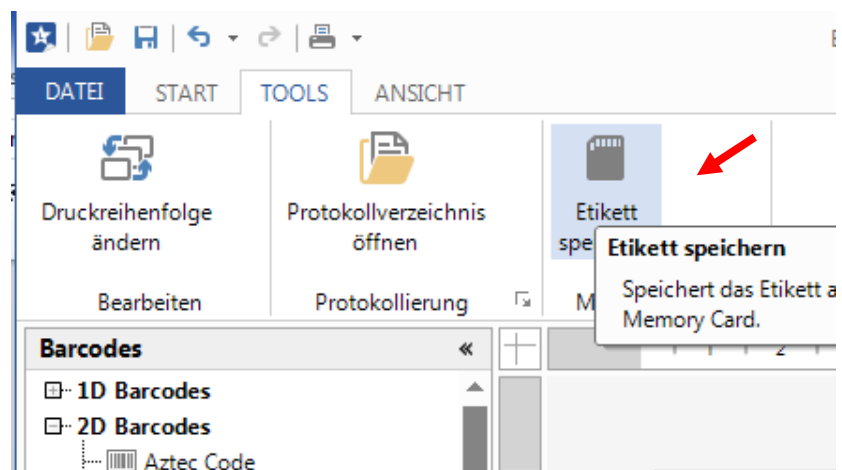 DATEI START TOOLS ANSICHT
Druckreihenfolge
ändern
Protokollverzeichnis
öffnen
Etikett
Etikett speichern
Speichert das Etikett
Memory Card.
Bearbeiten
Protokollierung
Barcodes
2
1D Barcodes
2D Barcodes
Aztec Code